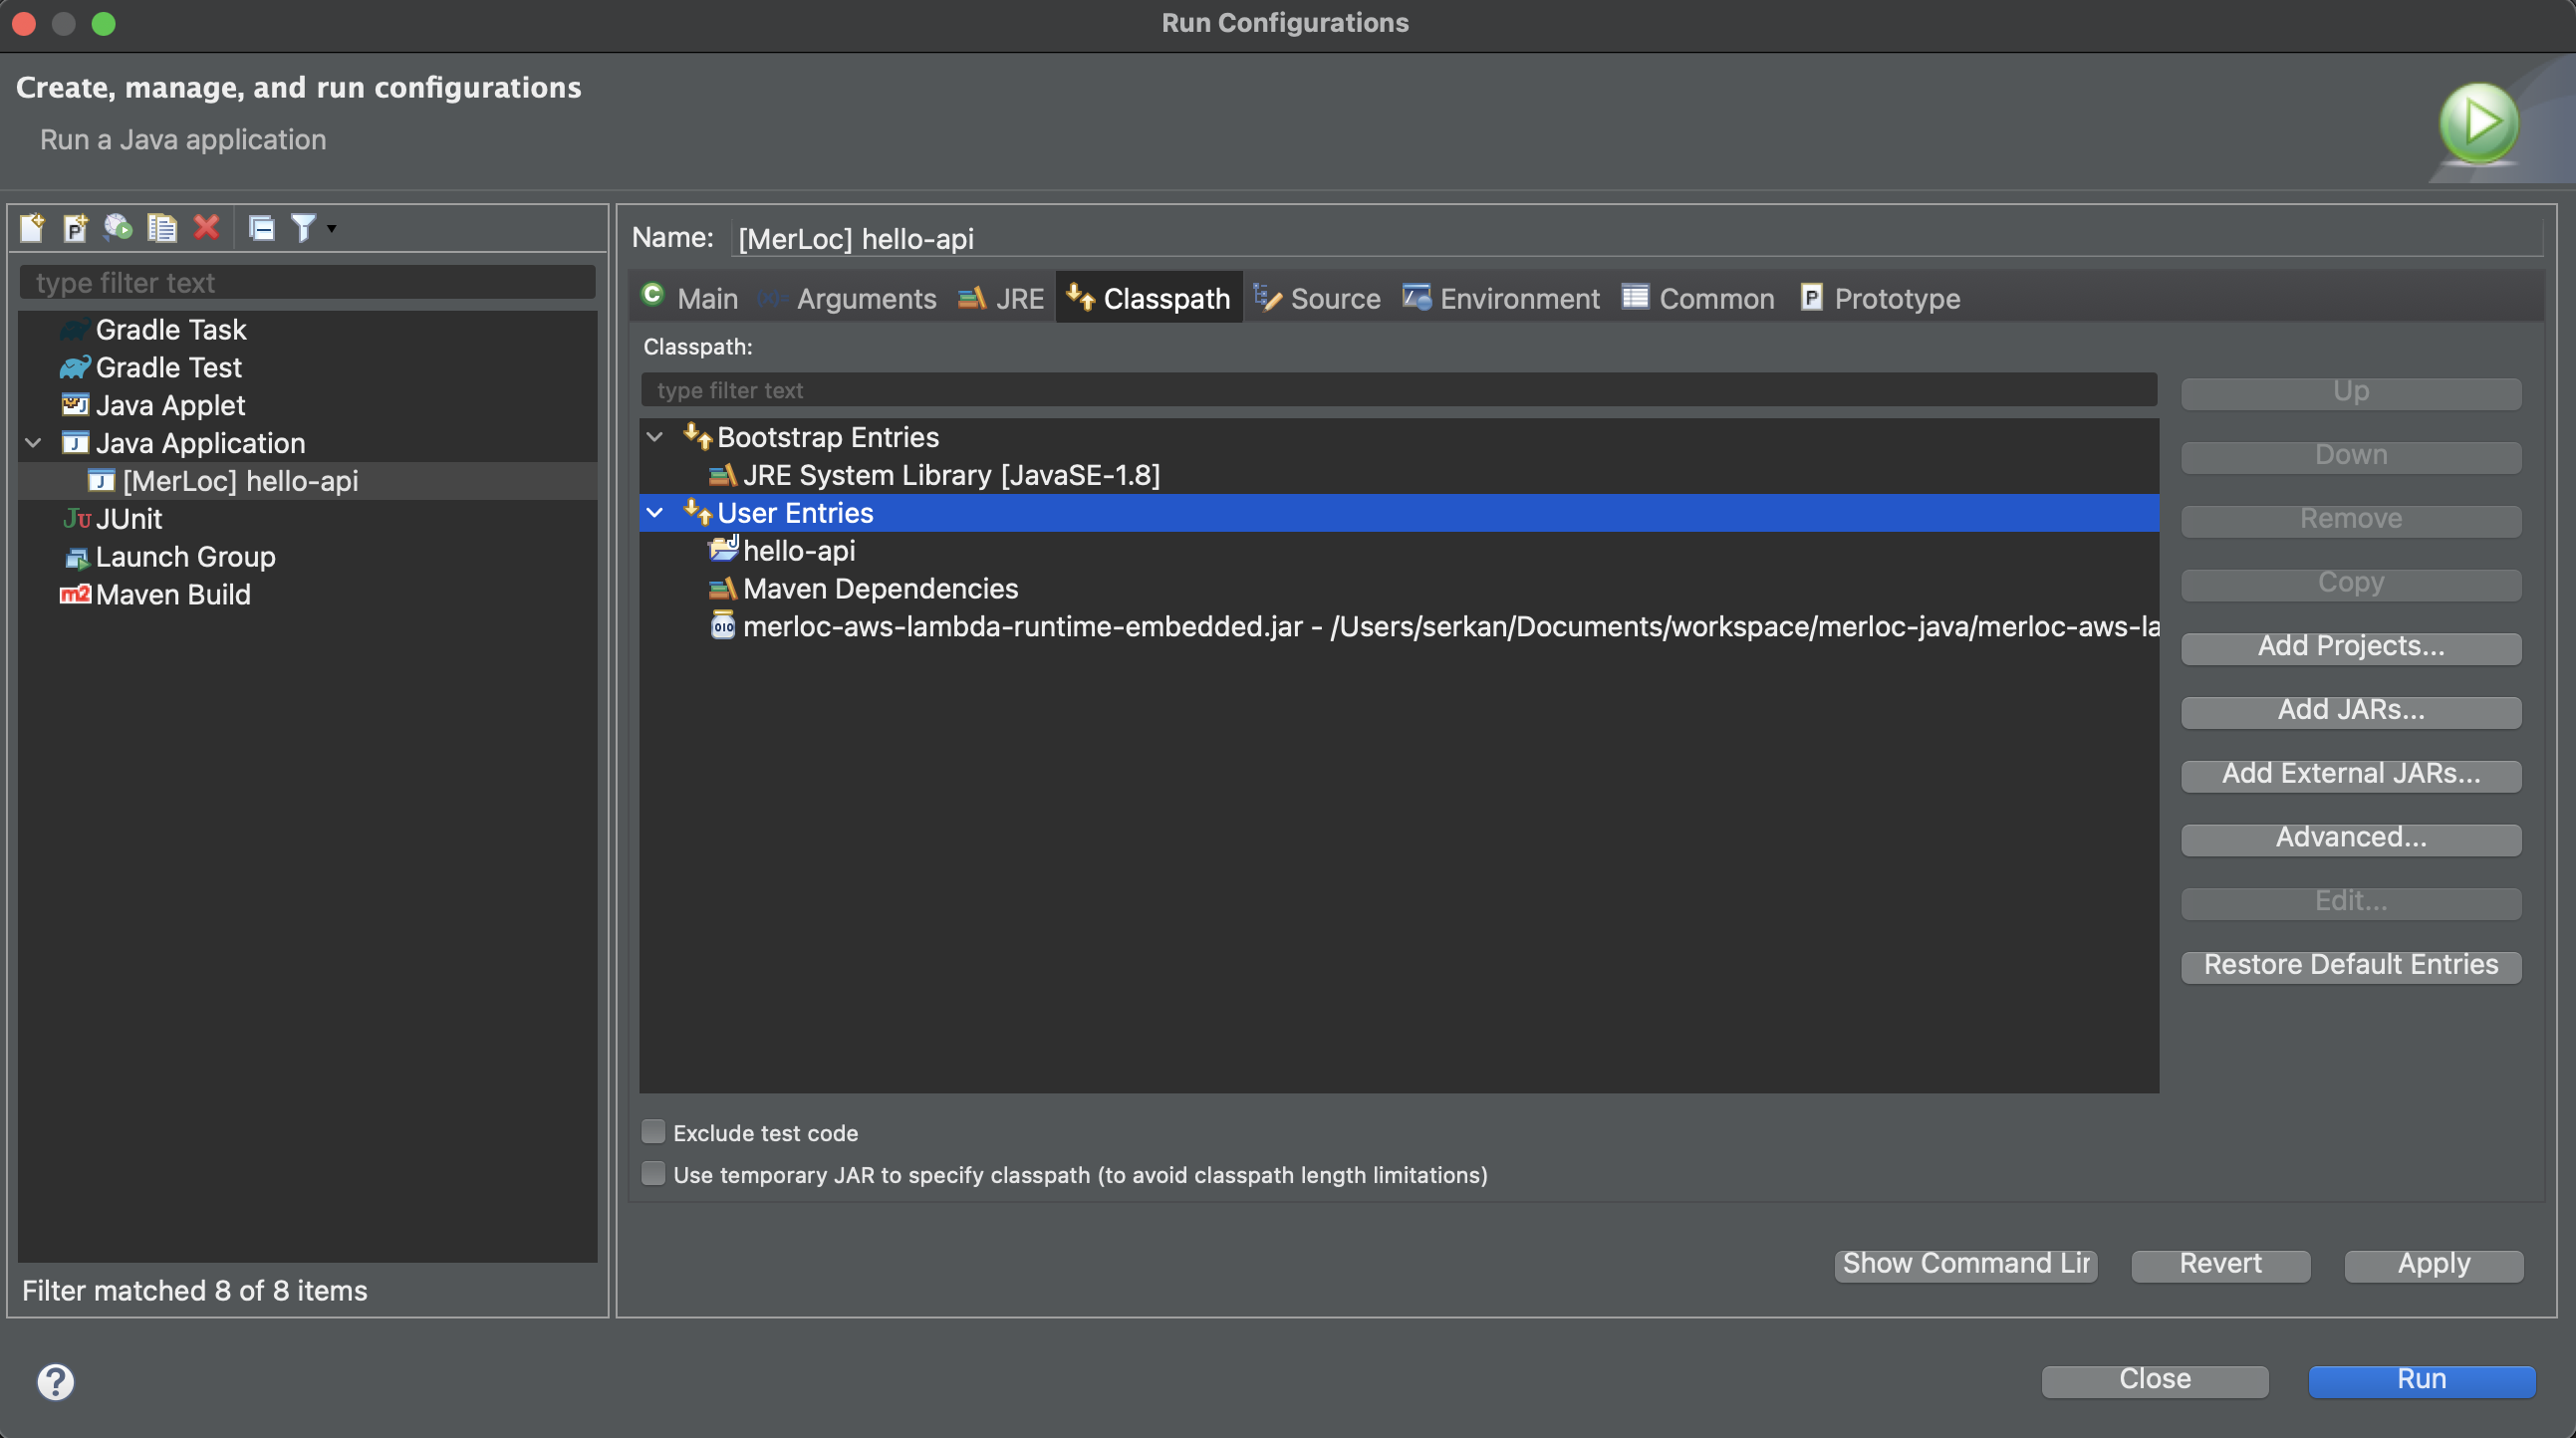 Run Configurations
Create, manage, and run configurations
Run a Java application
type filter text
Gradle Task
Gradle Test
Java Applet
Java Application
[MerLoc] hello-api
JUnit
Launch Group
Maven Build
Filter matched 8 of 8 items
Name: [MerLoc] hello-api
Main Arguments JRE Classpath Source Environment Common Prototype
Classpath:
type filter text
Bootstrap Entries
JRE System Library [JavaSE-1.8]
User Entries
hello-api
Maven Dependencies
merloc-aws-lambda-runtime-embedded.jar - /Users/serkan/Documents/workspace/merloc-java/merloc-aws-la
Up
Down
Remove
Copy
Add Projects...
Add JARs...
Add External JARs...
Advanced...
Edit...
Restore Default Entries
Exclude test code
Use temporary JAR to specify classpath (to avoid classpath length limitations)
Show Command Lir
Revert
Apply
Close
Run